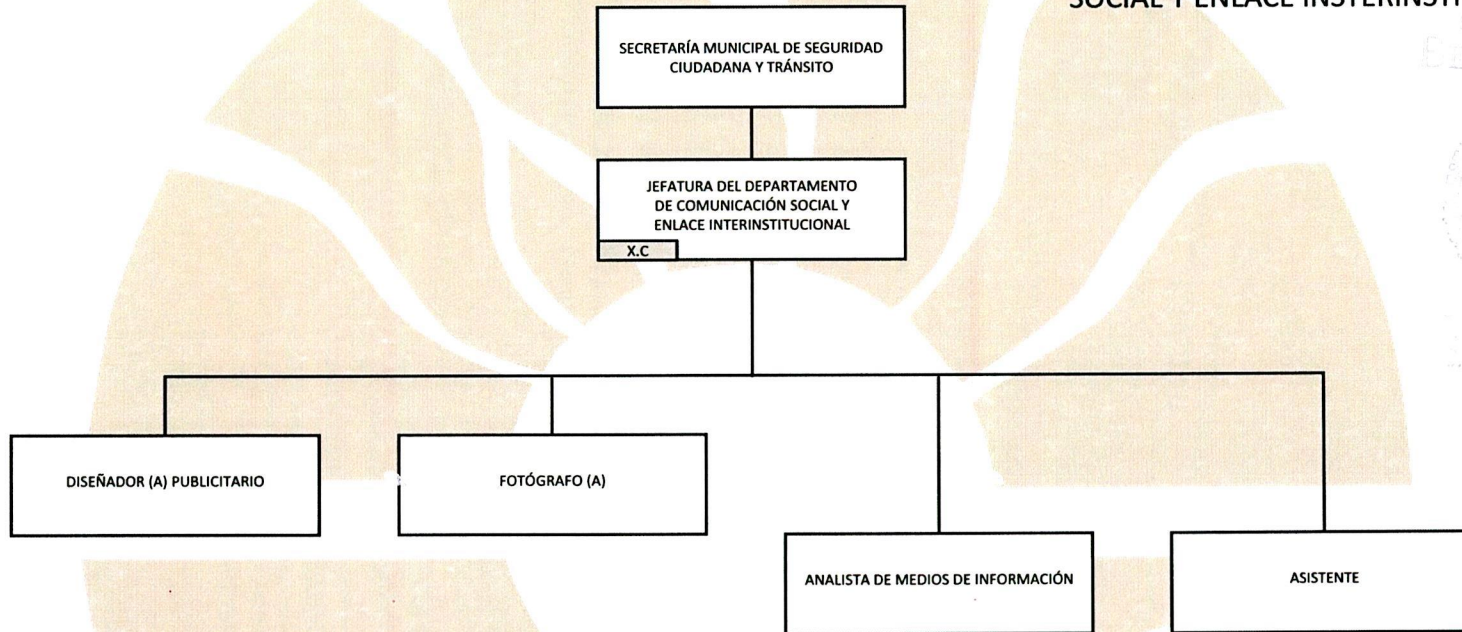 SOCIAL Y ENLACE
SECRETARÍA MUNICIPAL DE SEGURIDAD
CIUDADANA Y TRÁNSITO
JEFATURA DEL DEPARTAMENTO
DE COMUNICACIÓN SOCIAL Y
ENLACE INTERINSTITUCIONAL
X.C
DISEÑADOR (A) PUBLICITARIO
FOTÓGRAFO (A)
ANALISTA DE MEDIOS DE INFORMACIÓN
ASISTENTE